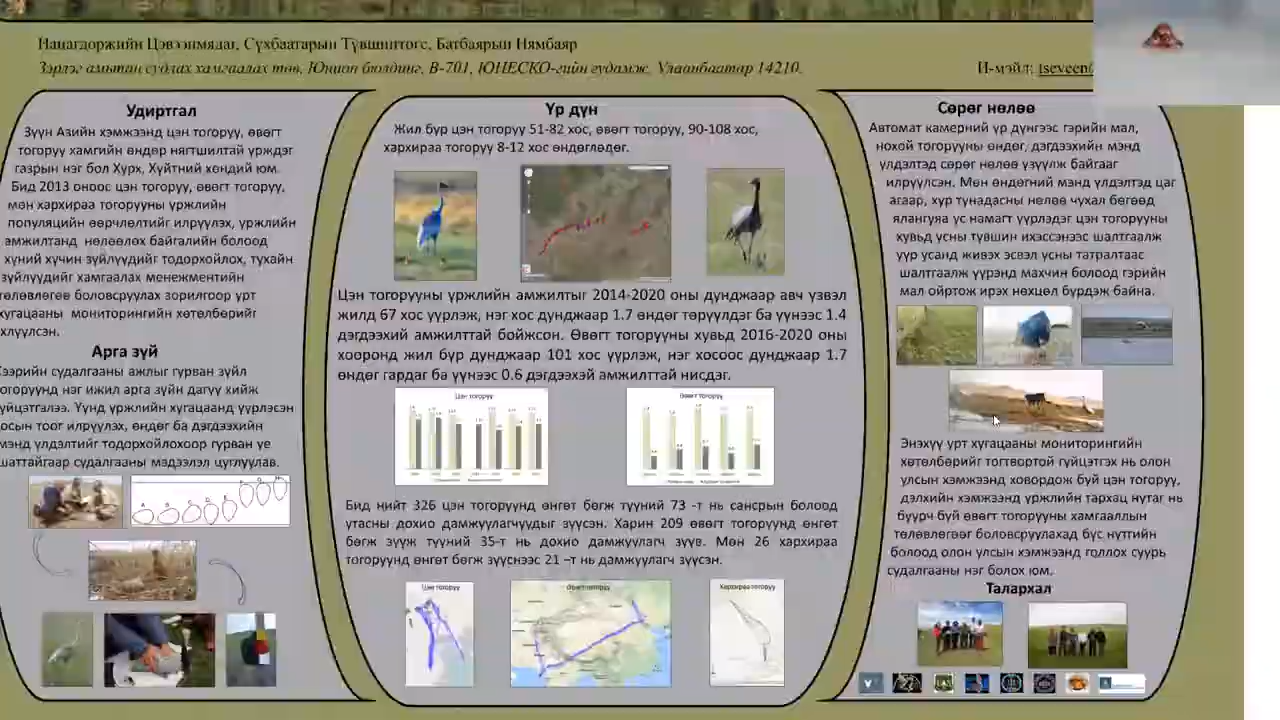 Нацагдоржийн Цэвээнмядаг, Сүхбаатарын Түвшинтөгс, Батбаярын Нямбаяр
Зэрлэг амьтан судлах хамгаалах төв, Юнион бюлдинг, B-701, ЮНЕСКО-гийн гудамж, Улаанбаатар 14210.
И-мэйл: tseveen@
Удиртгал
Зүүн Азийн хэмжээнд цэн тогоруу, өвөгт
тогоруу хамгийн өндөр нягтшилтай үрждэг
газрын нэг бол Хурх, Хүйтний хөндий юм.
Бид 2013 оноос цэн тогоруу, өвөгт тогоруу,
мөн хархираа тогорууны үржлийн
популяцийн өөрчлөлтийг илрүүлэх, үржлийн
амжилтанд нөлөөлөх байгалийн болоод
хүний хүчин зүйлүүдийг тодорхойлох, тухайн
зүйлүүдийг хамгаалах менежментийн
төлөвлөгөө боловсруулах зорилгоор урт
хугацааны мониторингийн хөтөлбөрийг
хлүүлсэн.
Арга зүй
Хээрийн судалгааны ажлыг гурван зүйл
тогоруунд нэг ижил арга зүйн дагуу хийж
гүйцэтгэлээ. Үүнд үржлийн хугацаанд үүрлэсэн
хосын тоог илрүүлэх, өндөг ба дэгдээхийн
мэнд үлдэлтийг тодорхойлохоор гурван үе
шаттайгаар судалгааны мэдээлэл цуглуулав.
Үр дүн
Жил бүр цэн тогоруу 51-82 хос, өвөгт тогоруу, 90-108 хос,
хархираа тогоруу 8-12 хос өндөглөдөг.
Цэн тогорууны үржлийн амжилтыг 2014-2020 оны дунджаар авч үзвэл
жилд 67 хос үүрлэж, нэг хос дунджаар 1.7 өндөг төрүүлдэг ба үүнээс 1.4
дэгдээхий амжилттай бойжсон. Өвөгт тогорууны хувьд 2016-2020 оны
хооронд жил бүр дунджаар 101 хос үүрлэж, нэг хосоос дунджаар 1.7
өндөг гардаг ба үүнээс 0.6 дэгдээхэй амжилттай нисдэг.
Цэн тогоруу
Өвөгт тогоруу
Бид нийт 326 цэн тогоруунд өнгөт бөгж түүний 73 -т нь сансрын болоод
утасны дохио дамжуулагчуудыг зүүсэн. Харин 209 өвөгт тогоруунд өнгөт
бөгж зүүж түүний 35-т нь дохио дамжуулагч зүүв. Мөн 26 хархираа
тогоруунд өнгөт бөгж зүүснээс 21 –т нь дамжуулагч зүүсэн.
Цэн тогоруу
Өвөгт тогоруу
Хархираа тогоруу
Сөрөг нөлөө
Автомат камерний үр дүнгээс гэрийн мал,
нохой тогорууны өндөг, дэгдээхийн мэнд
үлдэлтэд сөрөг нөлөө үзүүлж байгааг
илрүүлсэн. Мөн өндөгний мэнд үлдэлтэд цаг
агаар, хур тунадасны нөлөө чухал бөгөөд
ялангуяа ус намагт үүрлэдэг цэн тогорууны
хувьд усны түвшин ихэссэнээс шалтгаалж
үүр усанд живэх эсвэл усны татралтаас
шалтгаалж үүрэнд махчин болоод гэрийн
мал ойртож ирэх нөхцөл бүрдэж байна.
Энэхүү урт хугацааны мониторингийн
хөтөлбөрийг тогтвортой гүйцэтгэх нь олон
улсын хэмжээнд ховордож буй цэн тогоруу,
дэлхийн хэмжээнд үржлийн тархац нутаг нь
буурч буй өвөгт тогорууны хамгааллын
төлөвлөгөөг боловсруулахад бүс нутгийн
болоод олон улсын хэмжээнд голлох суурь
судалгааны нэг болох юм.
Талархал